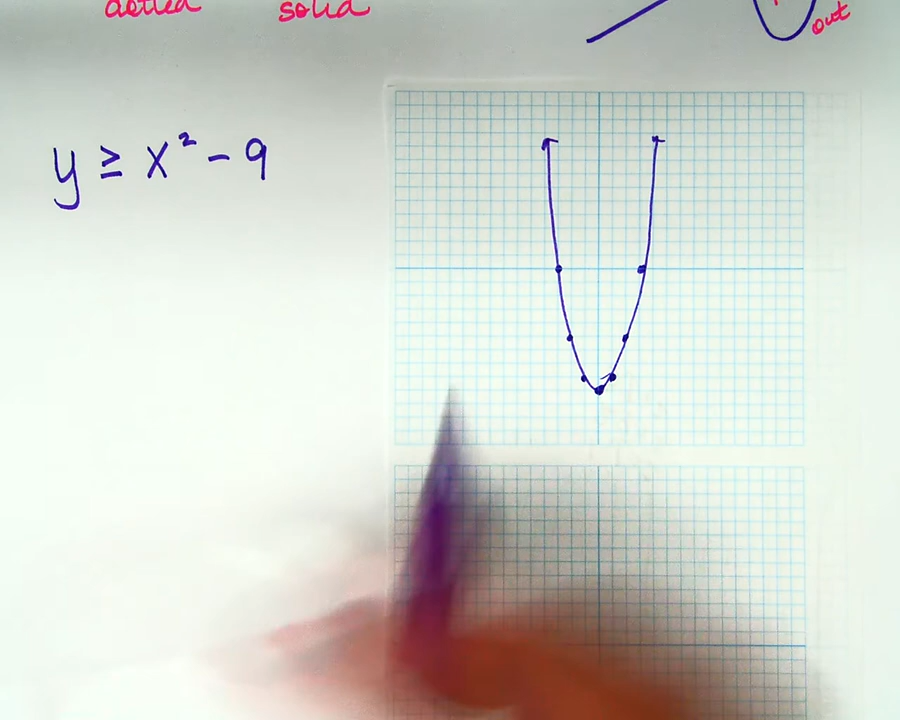 dotted solid
out
y ≥ x² - 9